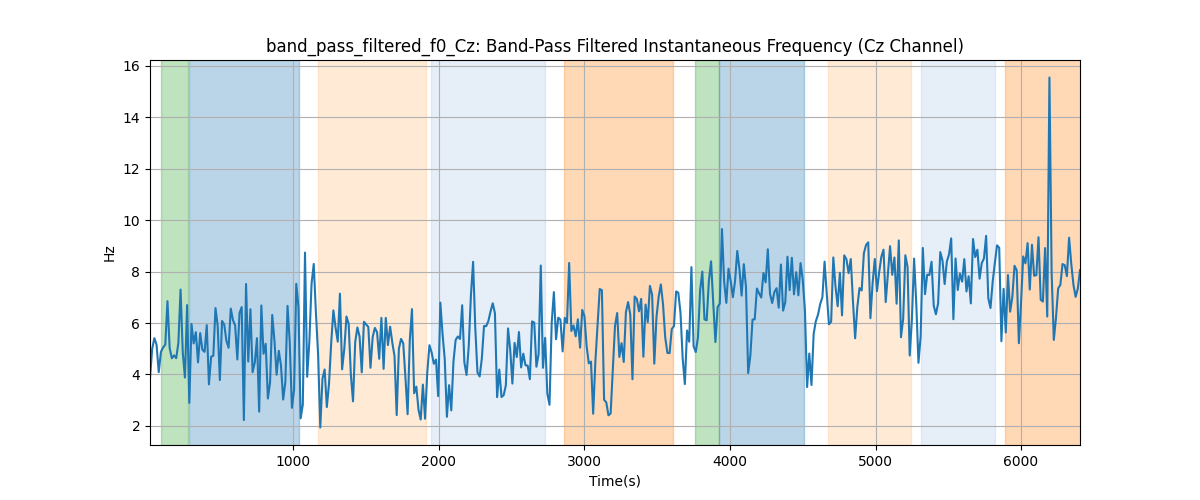 band_pass_filtered_f0_Cz: Band-Pass Filtered Instantaneous Frequency (Cz Channel)
16
14
12
10
8
6
4
2
Hz
1000 2000 3000 4000 5000 6000
Time(s)